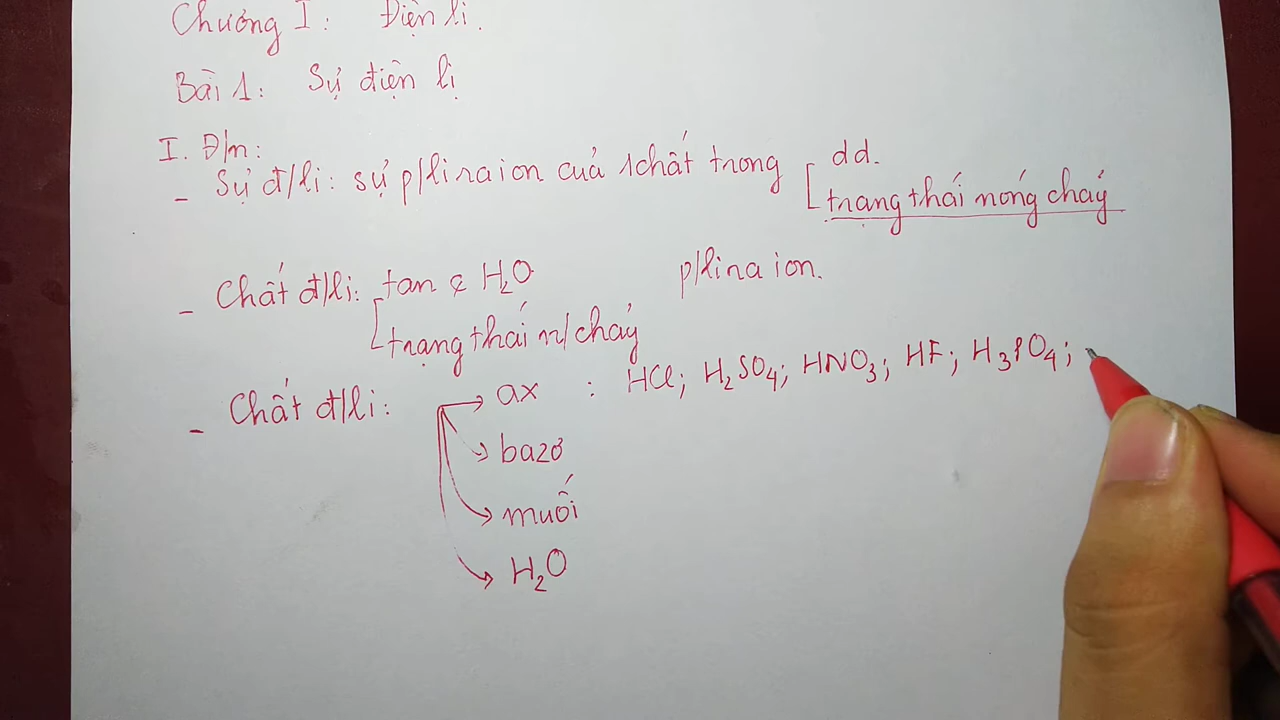 Chương I: Điện li.
Bài 1: Sự điện li
I. Đ/n:
- Sự đ/li: sự p/li ra ion của 1 chất trong [ dd.
trạng thái nóng chảy
- Chất đ/li: tan H2O p/li ra ion.
[ trạng thái n/chảy
- Chất đ/li: → ax : HCl; H2SO4; HNO3; HF; H3PO4;
→ bazơ
→ muối
→ H2O